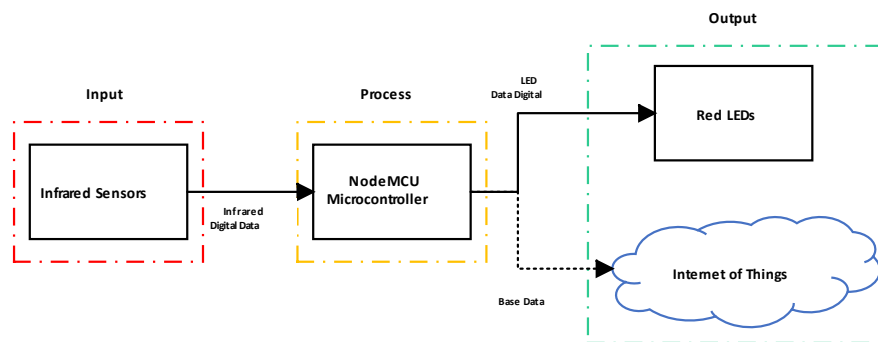 Output
Input
Process
LED
Data Digital
Red LEDs
Infrared Sensors
NodeMCU
Microcontroller
Infrared
Digital Data
Internet of Things
Base Data